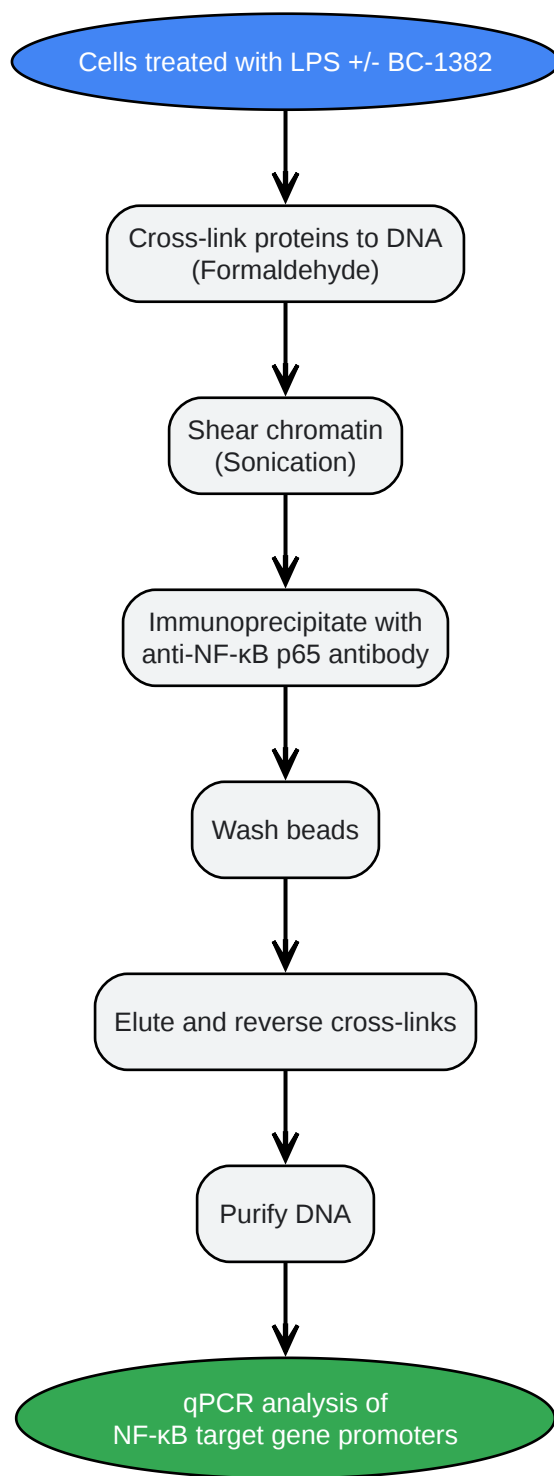 Cells treated with LPS +/- BC-1382
Cross-link proteins to DNA
(Formaldehyde)
Shear chromatin
(Sonication)
Immunoprecipitate with
anti-NF-κB p65 antibody
Wash beads
Elute and reverse cross-links
Purify DNA
qPCR analysis of
NF-κB target gene promoters